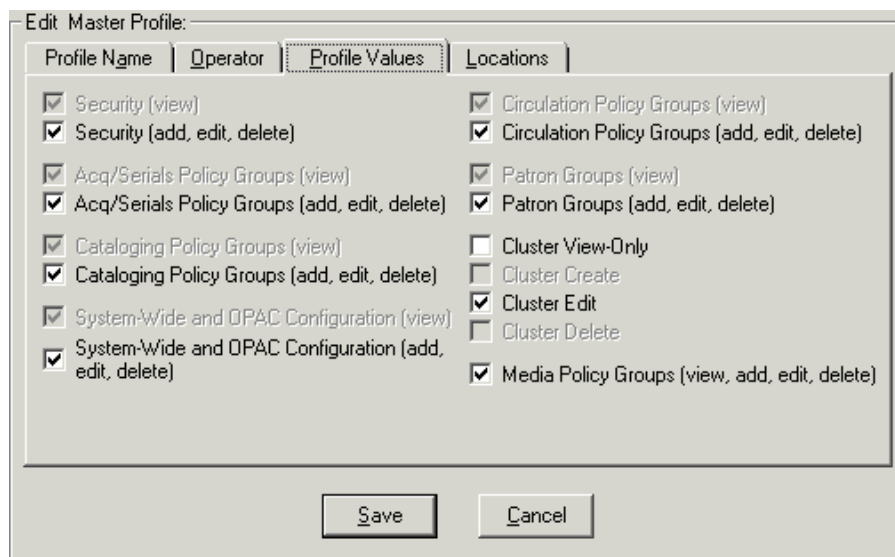 Edit Master Profile:
Profile Name
Operator
Profile Values
Locations
Security (view)
Security (add, edit, delete)
Acq/Serials Policy Groups (view)
Acq/Serials Policy Groups (add, edit, delete)
Cataloging Policy Groups (view)
Cataloging Policy Groups (add, edit, delete)
System-Wide and OPAC Configuration (view)
System-Wide and OPAC Configuration (add,
edit, delete)
Circulation Policy Groups (view)
Circulation Policy Groups (add, edit, delete)
Patron Groups (view)
Patron Groups (add, edit, delete)
Cluster View-Only
Cluster Create
Cluster Edit
Cluster Delete
Media Policy Groups (view, add, edit, delete)
Save
Cancel